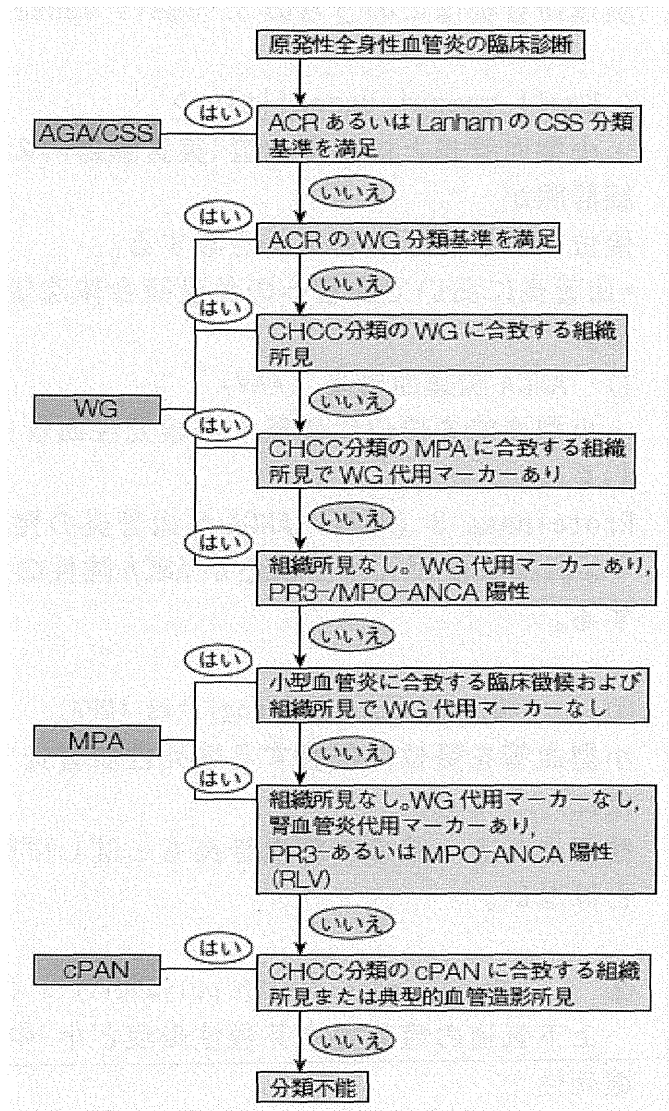 原発性全身性血管炎の臨床診断
はい
AGA/CSS
ACR あるいは Lanham の CSS 分類
基準を満足
いいえ
はい
ACR の WG 分類基準を満足
いいえ
はい
CHCC分類の WG に合致する組織
所見
いいえ
WG
はい
CHCC分類の MPA に合致する組織
所見で WG 代用マーカーあり
いいえ
はい
組織所見なし。WG 代用マーカーあり,
PR3-/MPO-ANCA 陽性
いいえ
はい
小型血管炎に合致する臨床徴候および
組織所見で WG 代用マーカーなし
MPA
いいえ
はい
組織所見なし。WG 代用マーカーなし,
腎血管炎代用マーカーあり,
PR3-あるいは MPO-ANCA 陽性
(RLV)
いいえ
はい
cPAN
CHCC分類の cPAN に合致する組織
所見または典型的血管造影所見
いいえ
分類不能